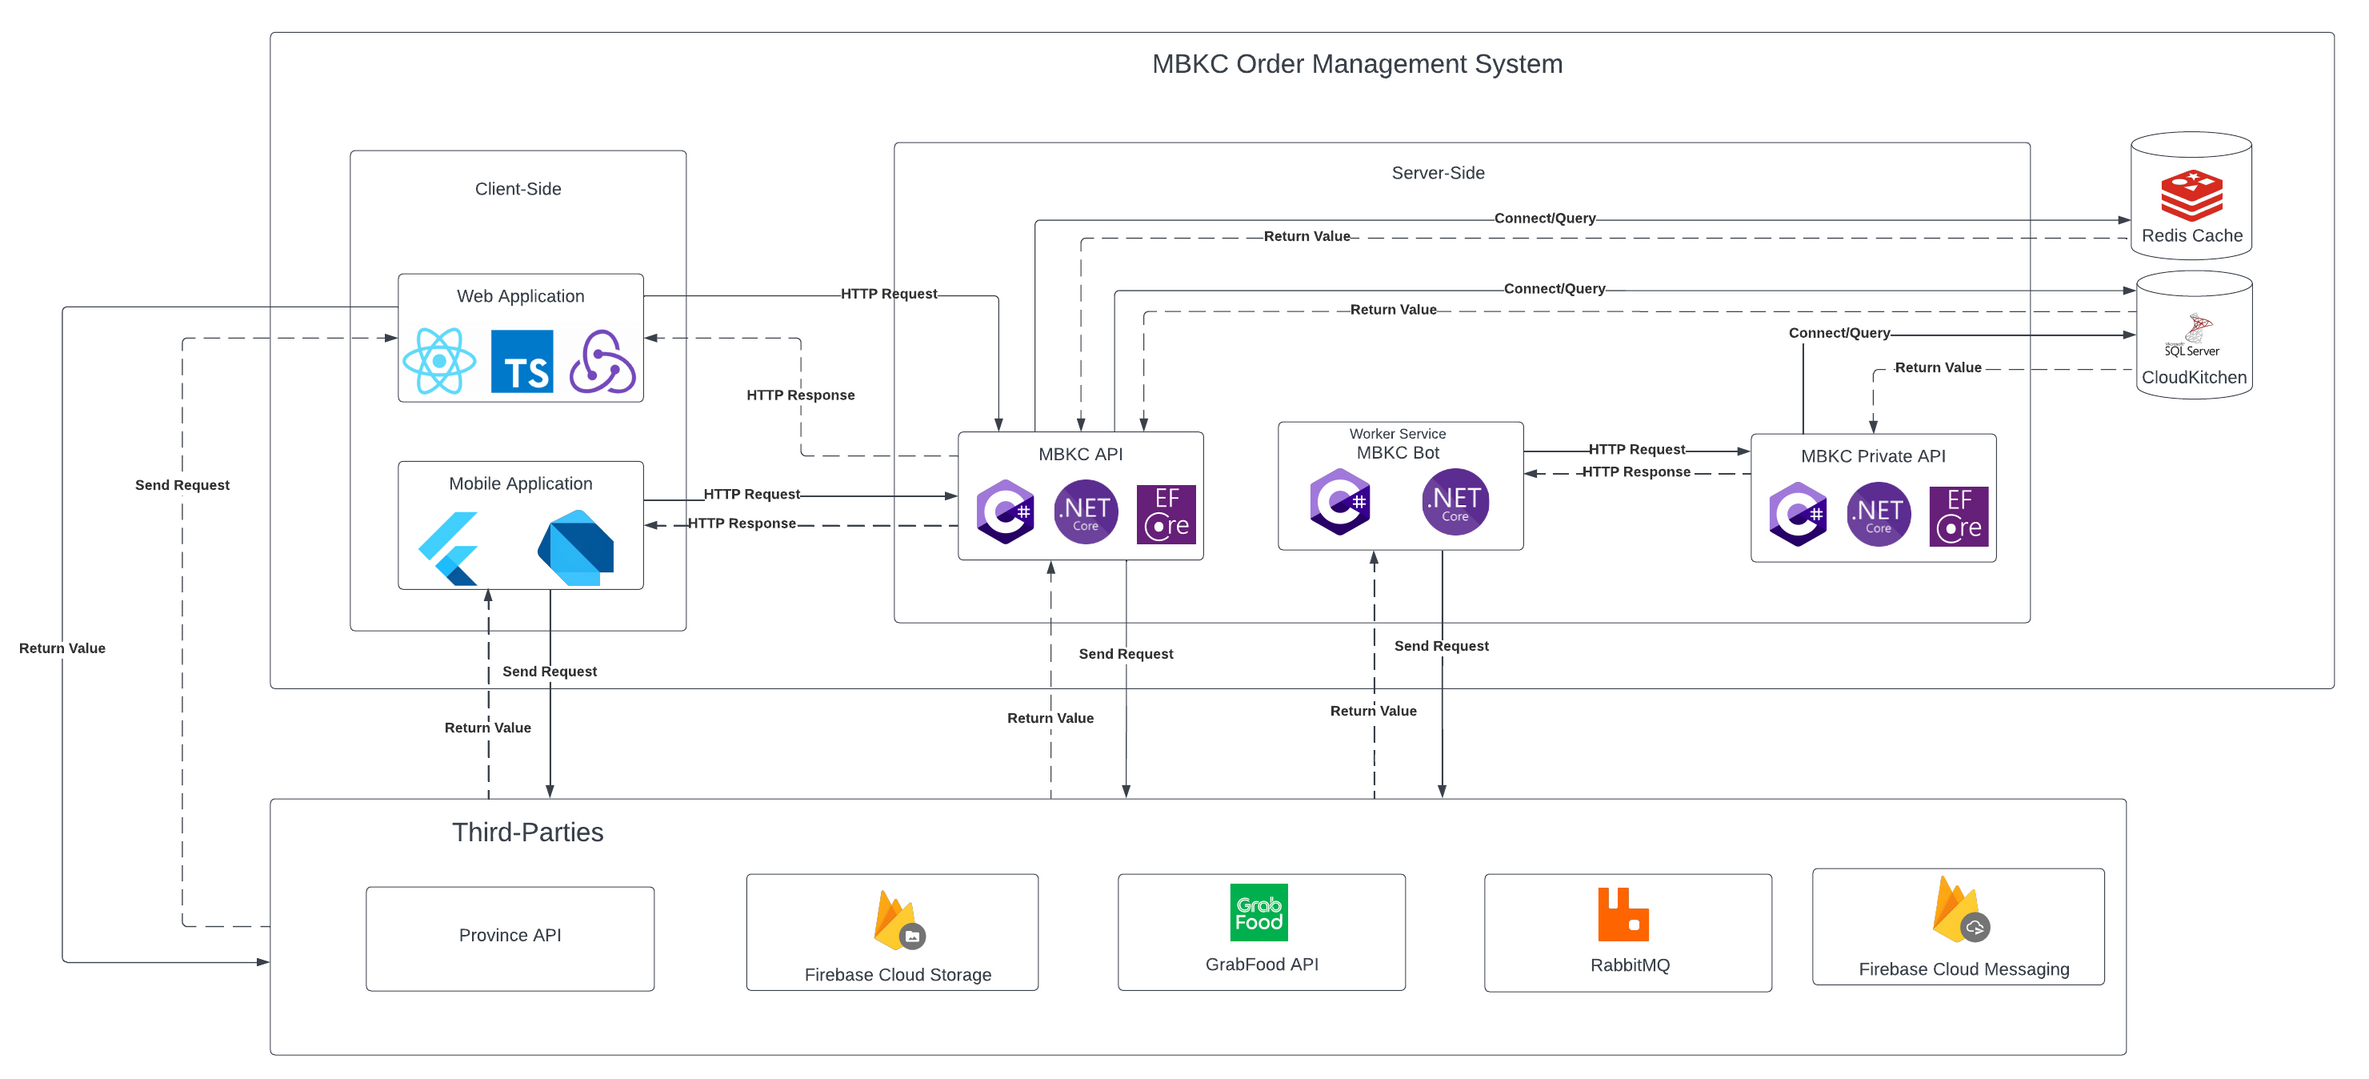 MBKC Order Management System
Client-Side
Server-Side
Connect/Query
Return Value
Redis Cache
Web Application
TS
HTTP Request
Connect/Query
Return Value
Connect/Query
Return Value
Microsoft
SQL Server
CloudKitchen
HTTP Response
Mobile Application
HTTP Request
HTTP Response
MBKC API
C#
.NET
Core
EF
Core
Worker Service
MBKC Bot
C#
.NET
Core
HTTP Request
HTTP Response
MBKC Private API
C#
.NET
Core
EF
Core
Send Request
Return Value
Send Request
Return Value
Send Request
Return Value
Send Request
Return Value
Third-Parties
Province API
Firebase Cloud Storage
Grab
Food
GrabFood API
RabbitMQ
Firebase Cloud Messaging